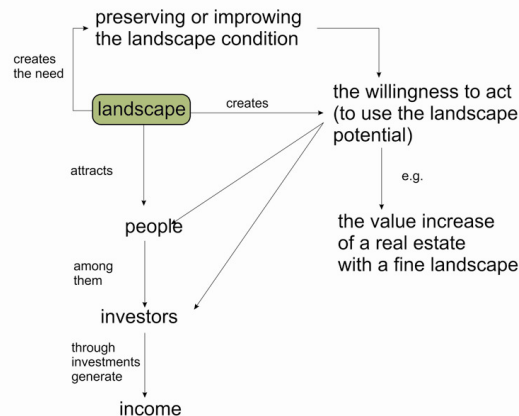 preserving or improving
the landscape condition
creates
the need
landscape
creates
the willingness to act
(to use the landscape
potential)
attracts
e.g.
people
the value increase
of a real estate
with a fine landscape
among
them
investors
through
investments
generate
income